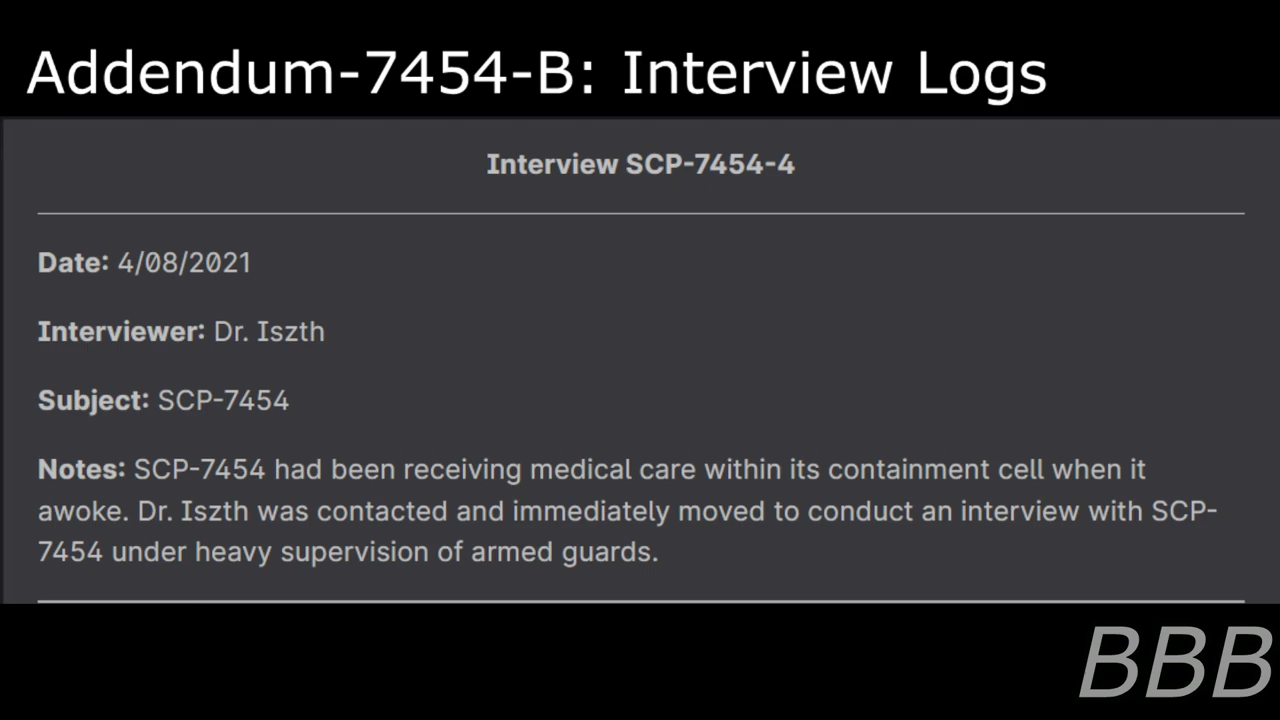 Addendum-7454-B: Interview Logs
Interview SCP-7454-4
Date: 4/08/2021
Interviewer: Dr. Iszth
Subject: SCP-7454
Notes: SCP-7454 had been receiving medical care within its containment cell when it
awoke. Dr. Iszth was contacted and immediately moved to conduct an interview with SCP-
7454 under heavy supervision of armed guards.
BBB